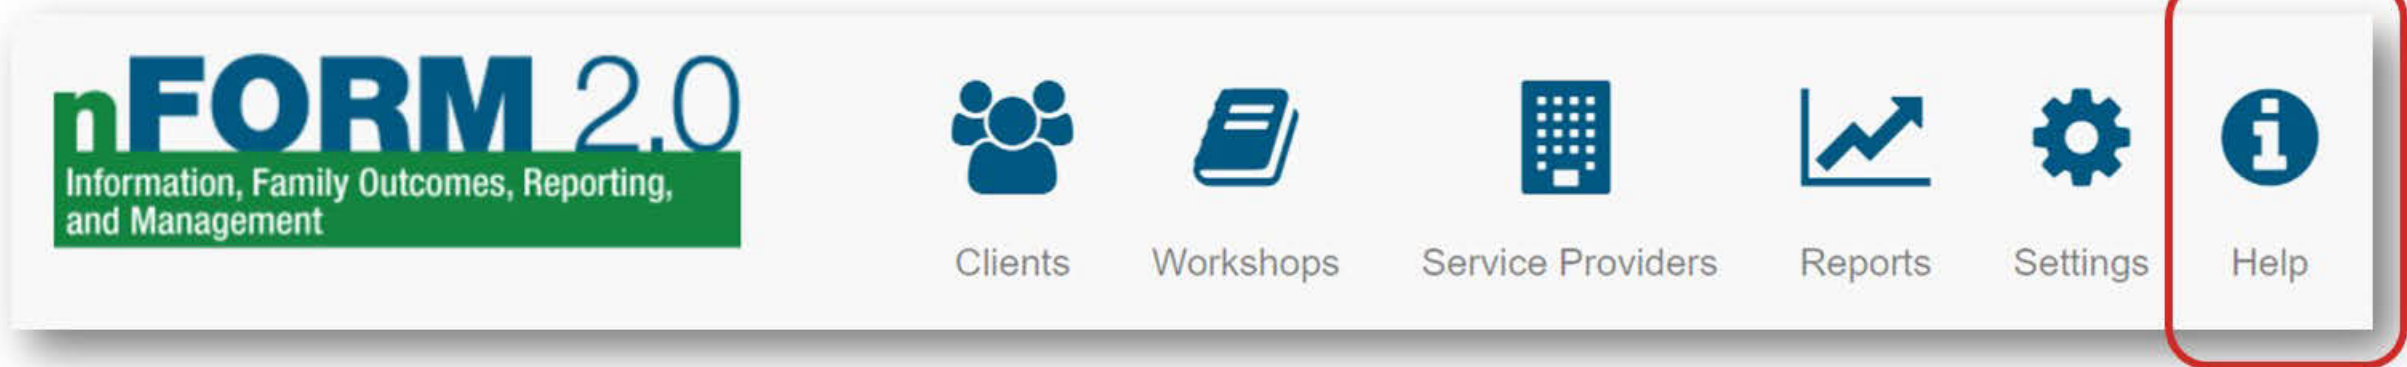 nFORM 2.0
Information, Family Outcomes, Reporting,
and Management
Clients Workshops Service Providers Reports Settings Help